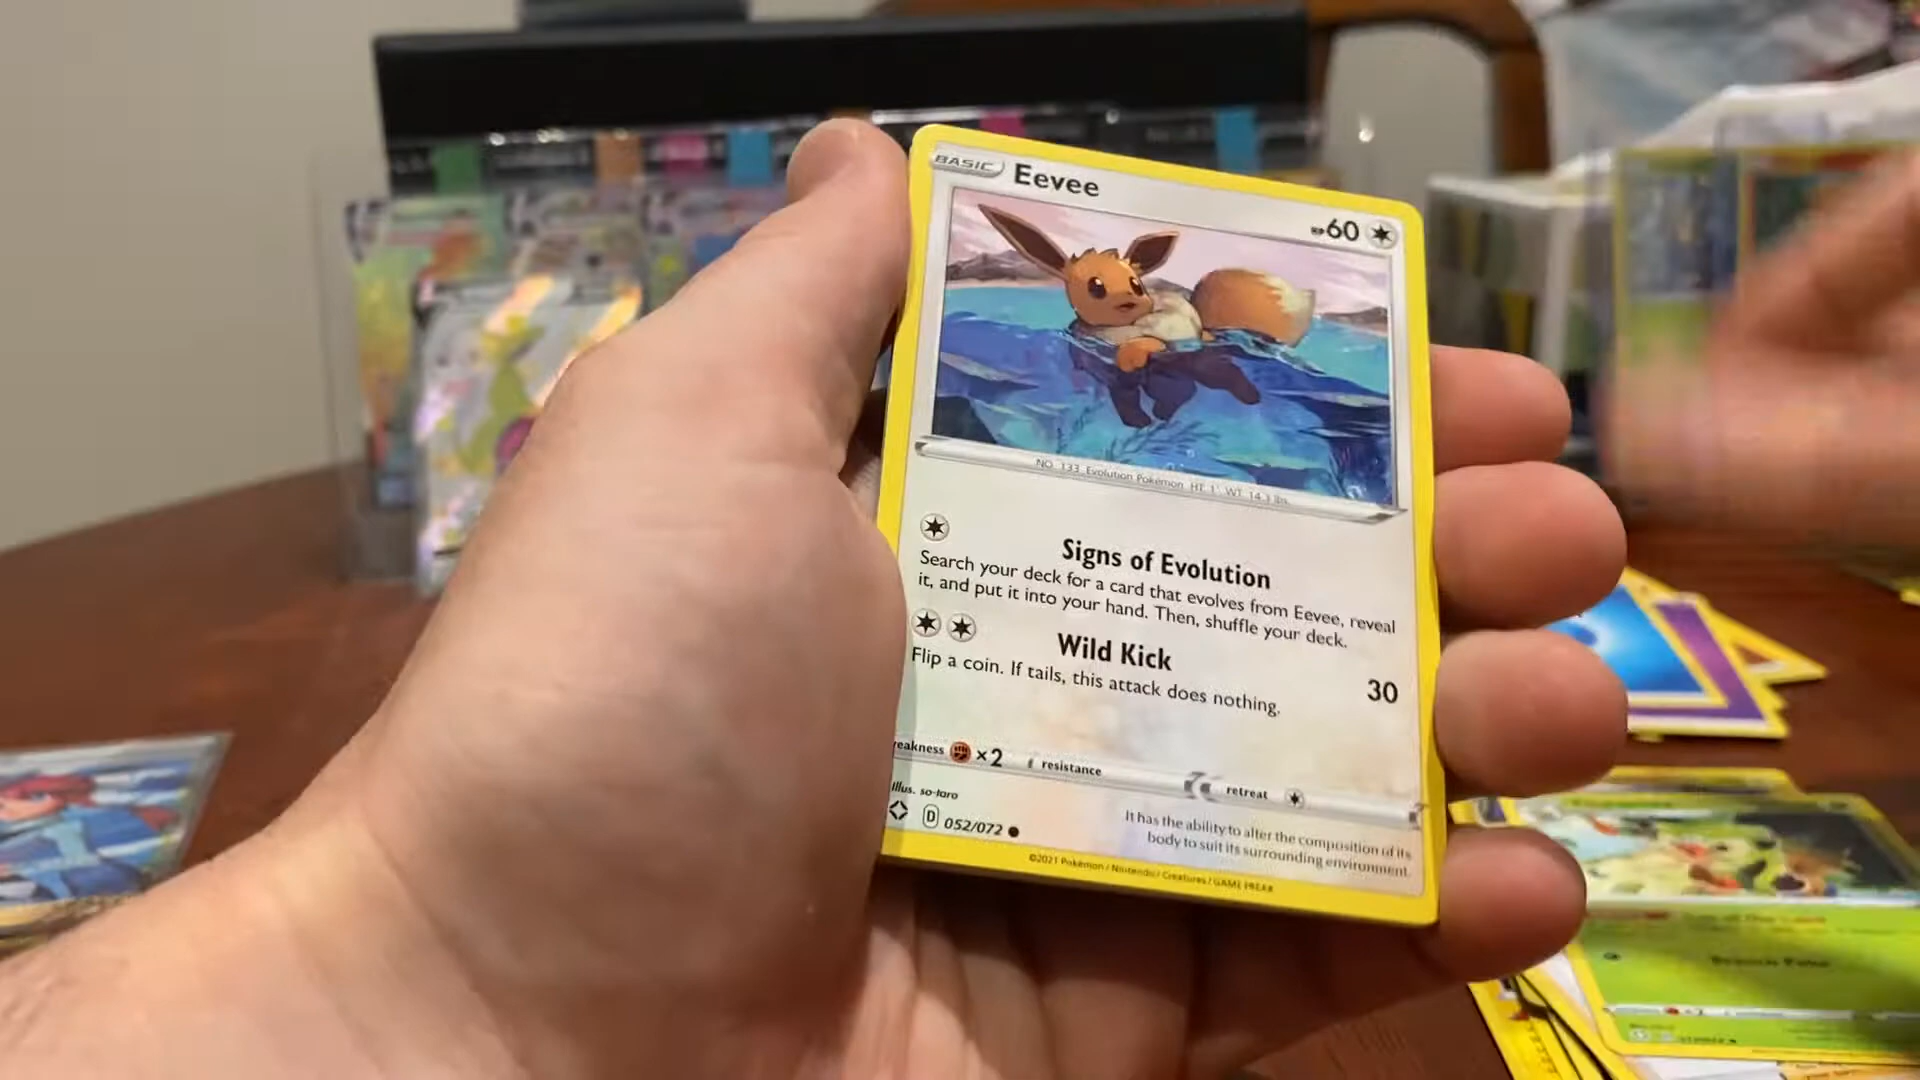 BASIC Eevee 60
NO. 133 Evolution Pokémon HT 1' WT 14.3 lbs.
Signs of Evolution
Search your deck for a card that evolves from Eevee, reveal
it, and put it into your hand. Then, shuffle your deck.
Wild Kick 30
Flip a coin. If tails, this attack does nothing.
eakness ×2 resistance retreat
Illus. so-taro
D 052/072
It has the ability to alter the composition of its
body to suit its surrounding environment.
©2021 Pokémon / Nintendo / Creatures / GAME FREAK